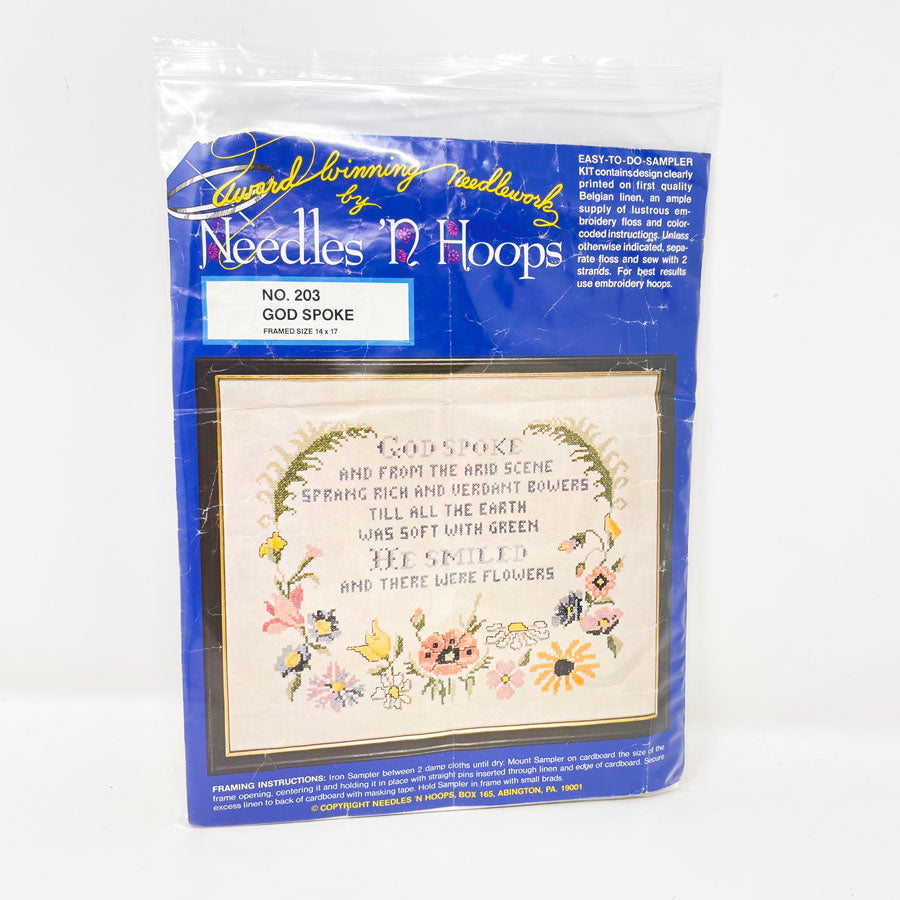 award winning needlework
by
Needles 'N Hoops
EASY-TO-DO-SAMPLER
KIT contains design clearly
printed on first quality
Belgian linen, an ample
supply of lustrous em-
broidery floss and color-
coded instructions. Unless
otherwise indicated, sepa-
rate floss and sew with 2
strands. For best results
use embroidery hoops.
NO. 203
GOD SPOKE
FRAMED SIZE 14 x 17
GOD SPOKE
AND FROM THE ARID SCENE
SPRANG RICH AND VERDANT BOWERS
TILL ALL THE EARTH
WAS SOFT WITH GREEN
HE SMILED
AND THERE WERE FLOWERS
FRAMING INSTRUCTIONS: Iron Sampler between 2 damp cloths until dry. Mount Sampler on cardboard the size of the
frame opening, centering it and holding it in place with straight pins inserted through linen and edge of cardboard. Secure
excess linen to back of cardboard with masking tape. Hold Sampler in frame with small brads.
© COPYRIGHT NEEDLES 'N HOOPS, BOX 165, ABINGTON, PA. 19001